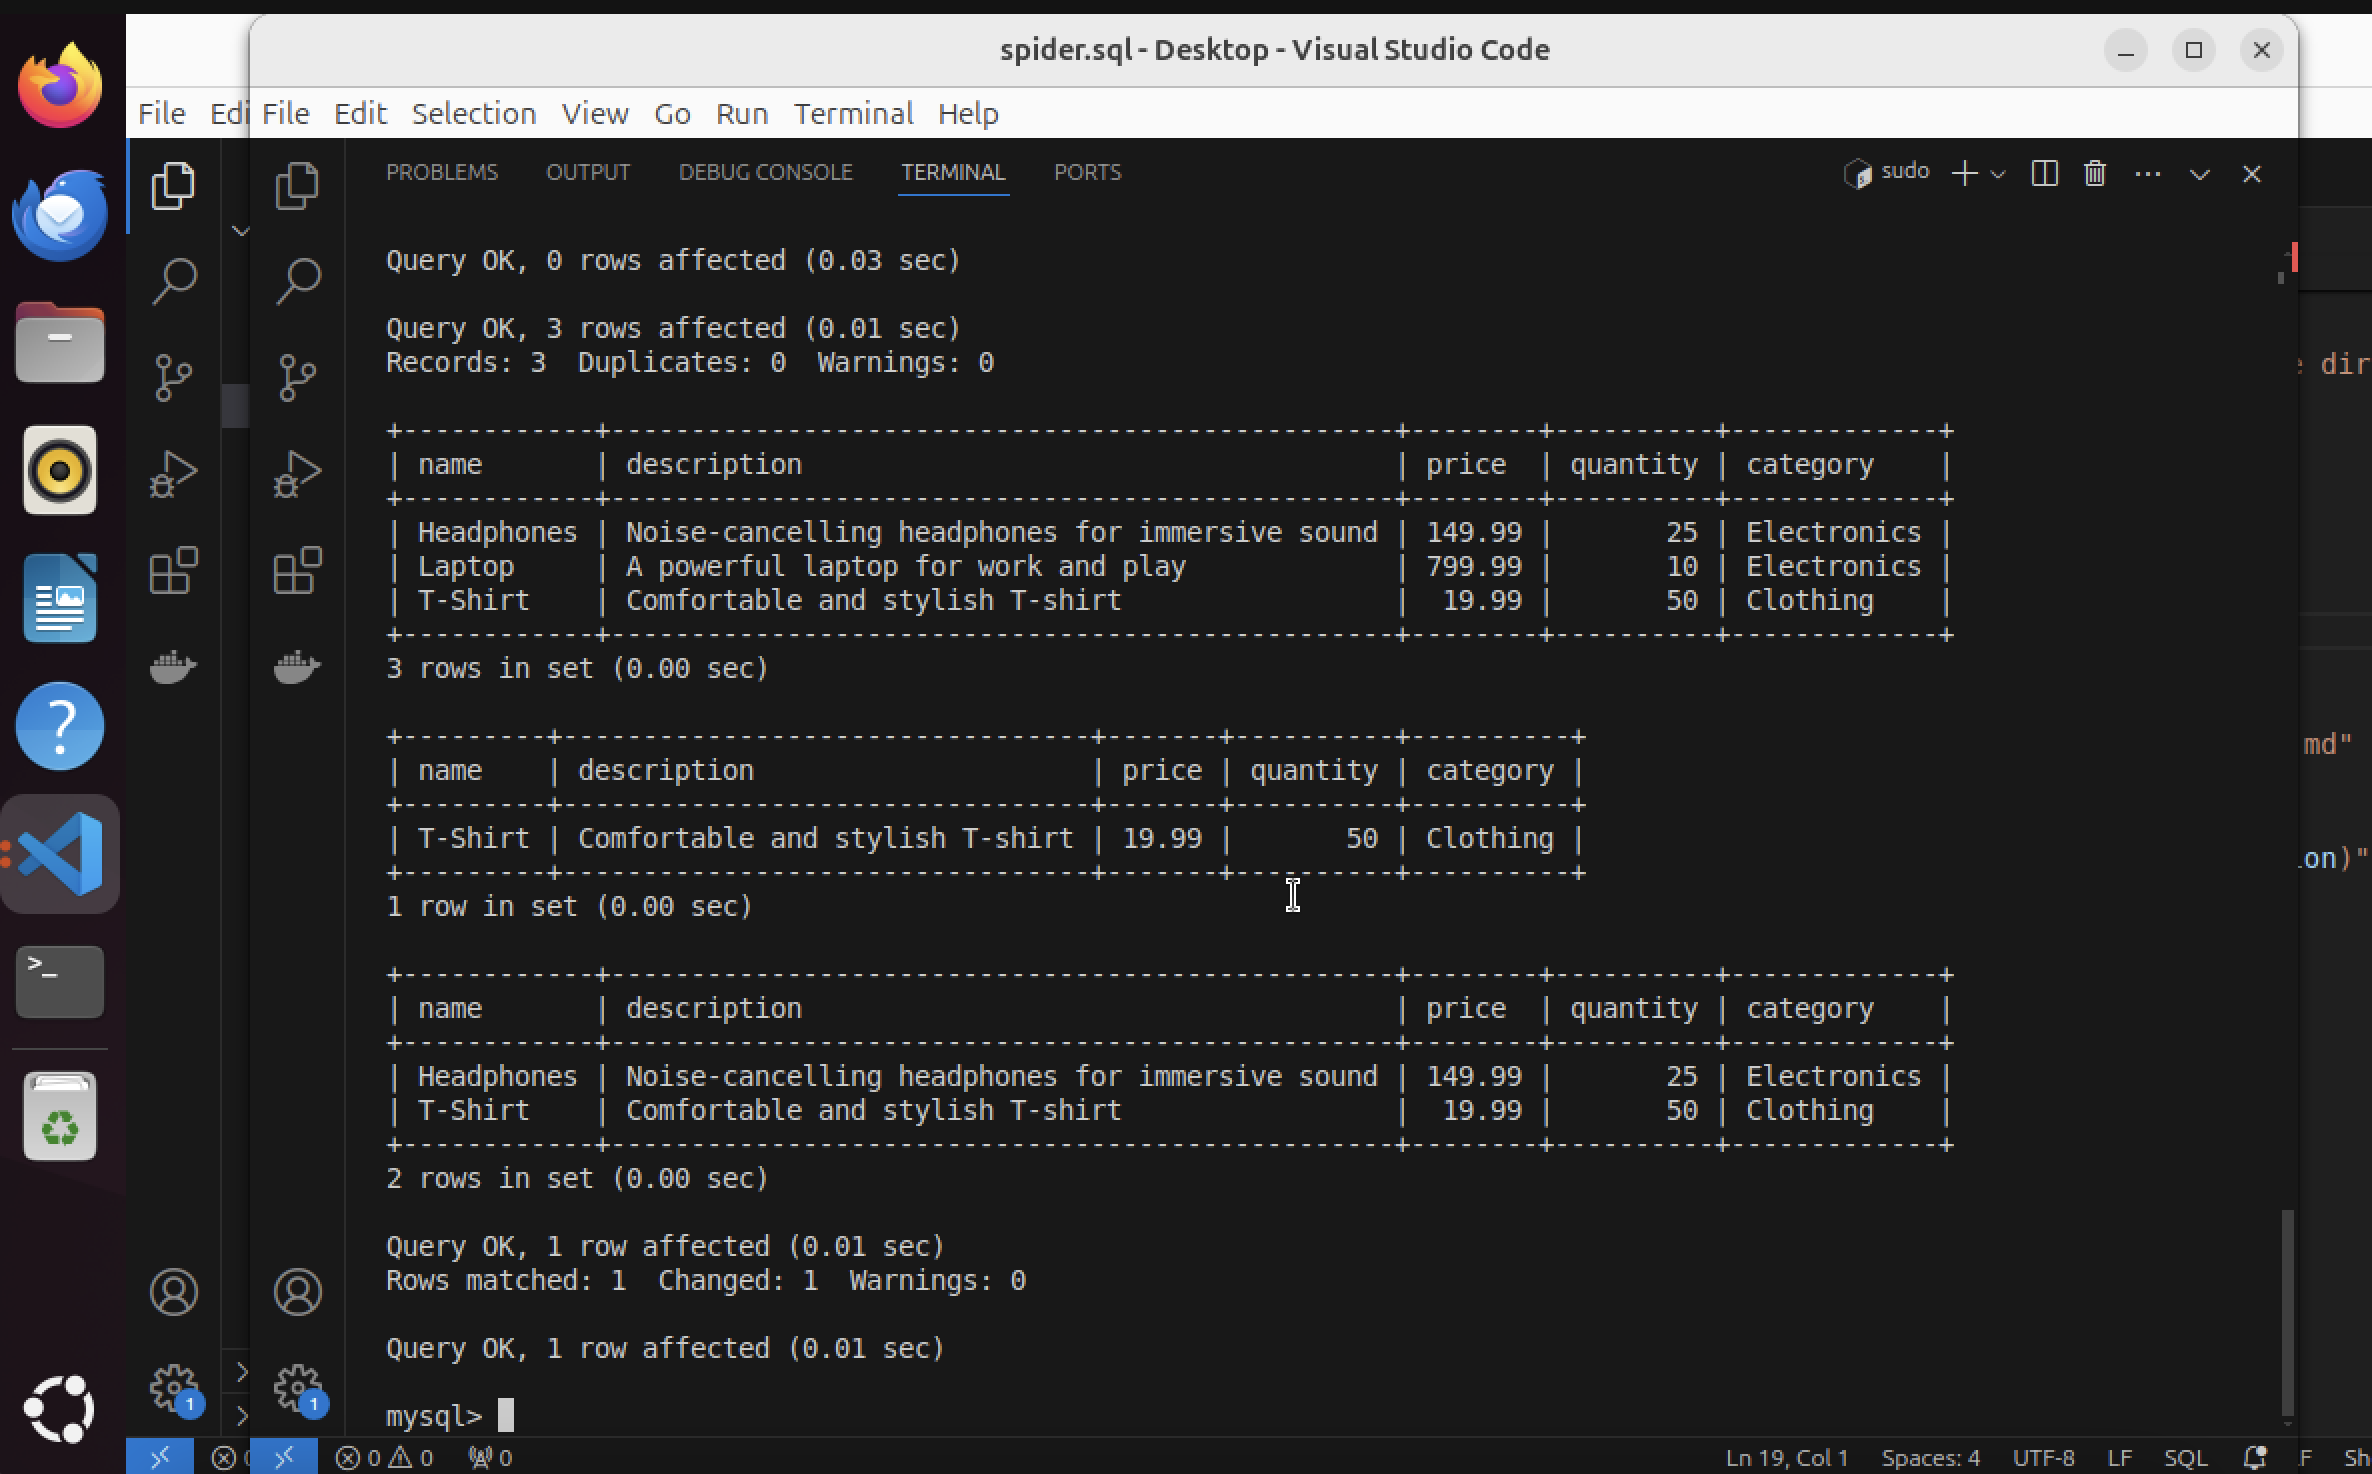 spider.sql - Desktop - Visual Studio Code
File Edi File Edit Selection View Go Run Terminal Help
PROBLEMS OUTPUT DEBUG CONSOLE TERMINAL PORTS
sudo
Query OK, 0 rows affected (0.03 sec)
Query OK, 3 rows affected (0.01 sec)
Records: 3  Duplicates: 0  Warnings: 0
+------------+-------------------------------------------------+--------+----------+-------------+
| name       | description                                     | price  | quantity | category    |
+------------+-------------------------------------------------+--------+----------+-------------+
| Headphones | Noise-cancelling headphones for immersive sound | 149.99 |       25 | Electronics |
| Laptop     | A powerful laptop for work and play             | 799.99 |       10 | Electronics |
| T-Shirt    | Comfortable and stylish T-shirt                 |  19.99 |       50 | Clothing    |
+------------+-------------------------------------------------+--------+----------+-------------+
3 rows in set (0.00 sec)
+---------+---------------------------------+-------+----------+----------+
| name    | description                     | price | quantity | category |
+---------+---------------------------------+-------+----------+----------+
| T-Shirt | Comfortable and stylish T-shirt | 19.99 |       50 | Clothing |
+---------+---------------------------------+-------+----------+----------+
1 row in set (0.00 sec)
+------------+-------------------------------------------------+--------+----------+-------------+
| name       | description                                     | price  | quantity | category    |
+------------+-------------------------------------------------+--------+----------+-------------+
| Headphones | Noise-cancelling headphones for immersive sound | 149.99 |       25 | Electronics |
| T-Shirt    | Comfortable and stylish T-shirt                 |  19.99 |       50 | Clothing    |
+------------+-------------------------------------------------+--------+----------+-------------+
2 rows in set (0.00 sec)
Query OK, 1 row affected (0.01 sec)
Rows matched: 1  Changed: 1  Warnings: 0
Query OK, 1 row affected (0.01 sec)
mysql>
dir
md"
on)"
1
1
0 0 0
Ln 19, Col 1 Spaces: 4 UTF-8 LF SQL F Sh